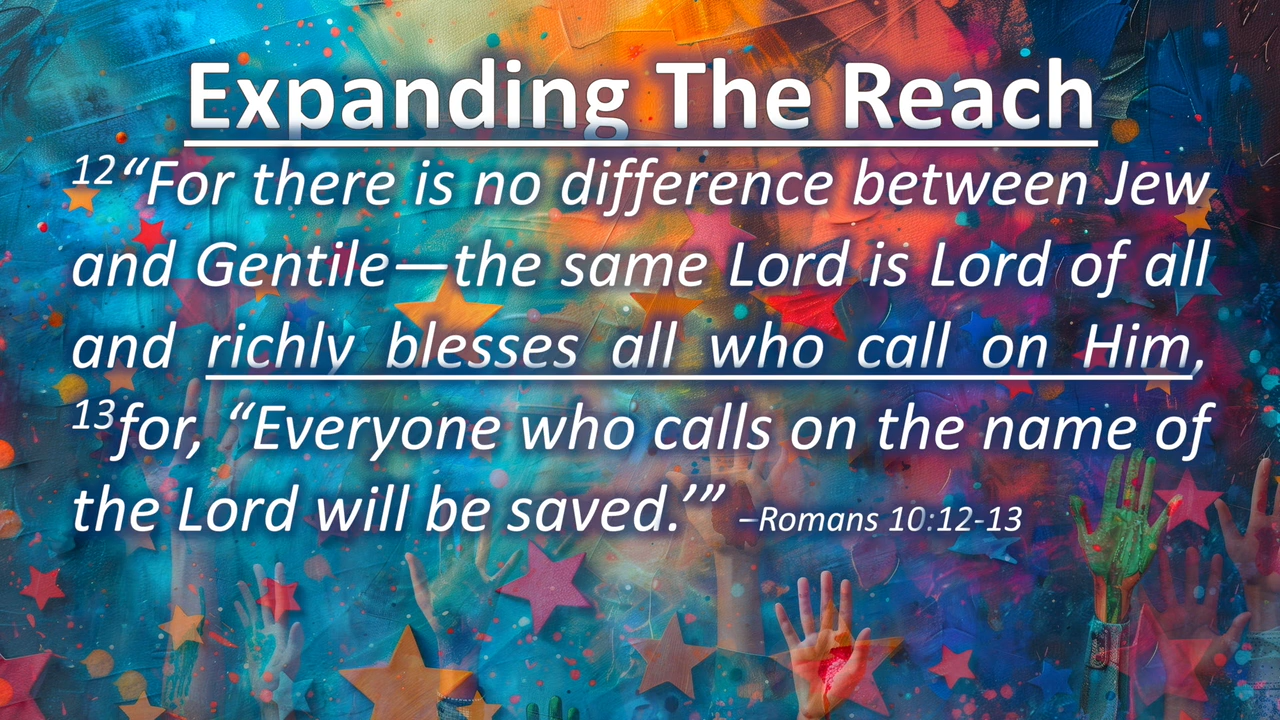 Expanding The Reach
12“For there is no difference between Jew
and Gentile—the same Lord is Lord of all
and richly blesses all who call on Him,
13for, “Everyone who calls on the name of
the Lord will be saved.’” –Romans 10:12-13